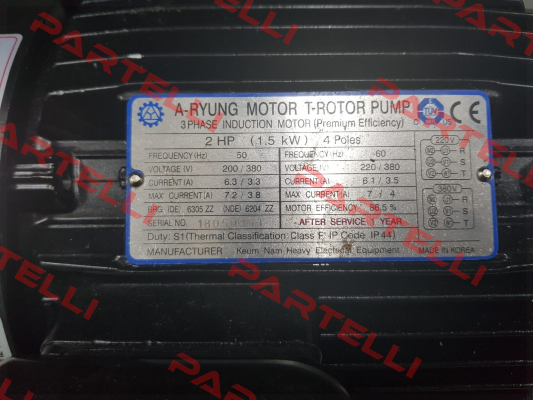 A-RYUNG MOTOR T-ROTOR PUMP
3 PHASE INDUCTION MOTOR (Premium Efficiency)
2 HP (1.5 kW) 4 Poles
FREQUENCY(Hz) 50 FREQUENCY(Hz) 60
VOLTAGE(V) 200/380 VOLTAGE(V) 220/380
CURRENT(A) 6.3/3.3 CURRENT(A) 6.1/3.5
MAX CURRENT(A) 7.2/3.8 MAX CURRENT(A) 7/4
BRG (DE) 6305 ZZ (NDE) 6204 ZZ MOTOR EFFICIENCY 86.5%
SERIAL NO. AFTER SERVICE 1 YEAR
Duty: S1(Thermal Classification: Class F, IP Code IP44)
MANUFACTURER Keum Nam Heavy Electrical Equipment MADE IN KOREA
220V
R
S
T
380V
R
S
T
TÜV
CE
PARTELLI
PARTELLI
PARTELLI
PARTELLI
PARTELLI